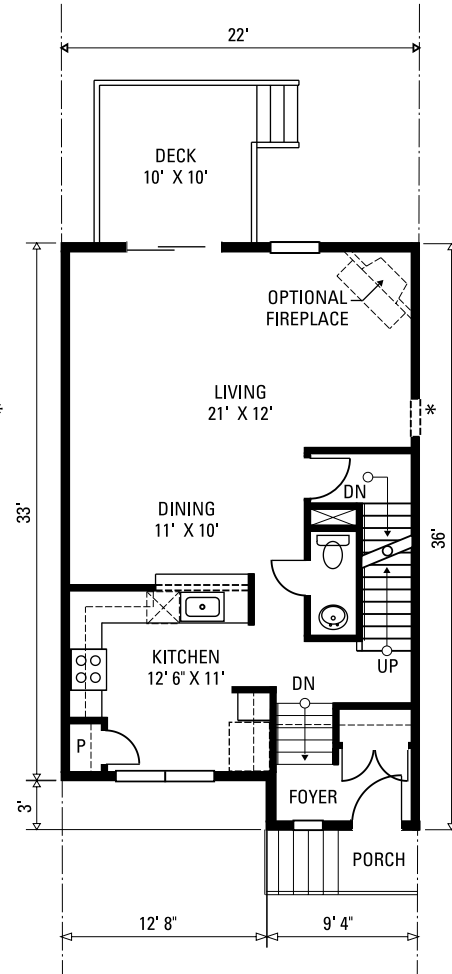 22'
DECK
10' X 10'
OPTIONAL
FIREPLACE
LIVING
21' X 12'
*
*
33'
36'
DN
DINING
11' X 10'
KITCHEN
12' 6" X 11'
UP
DN
P
FOYER
3'
PORCH
12' 8"
9' 4"